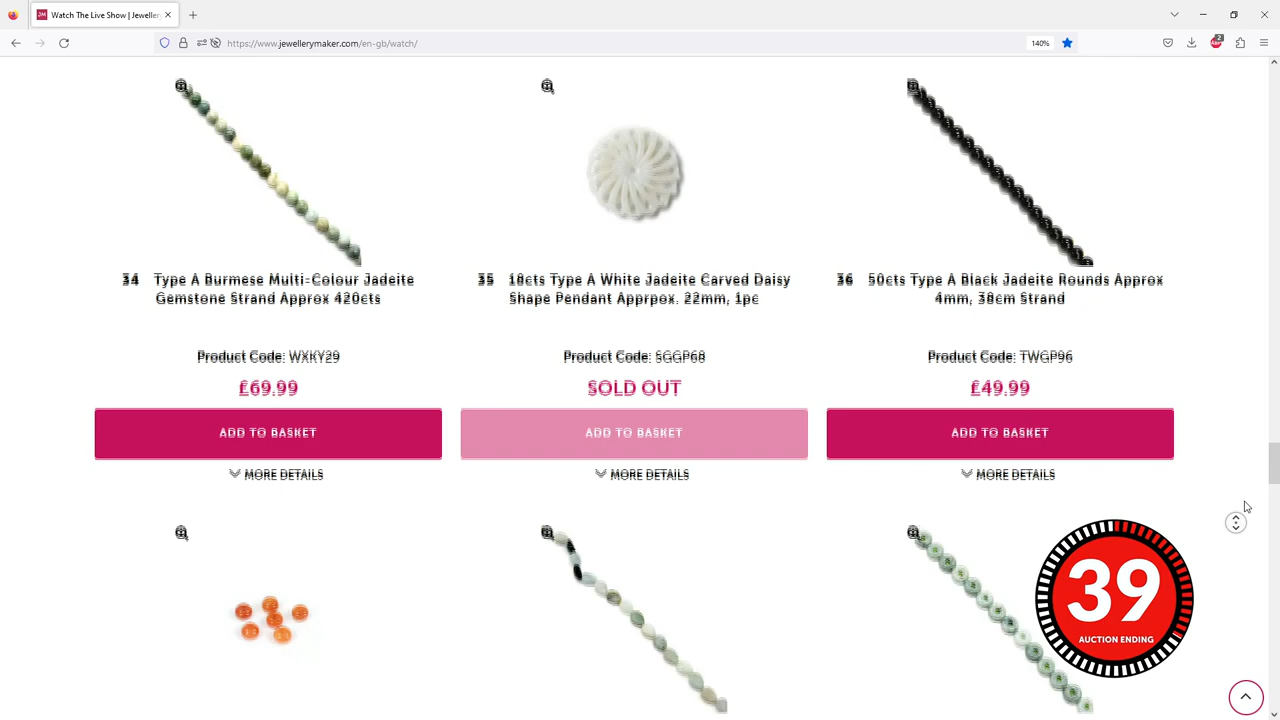 JM
Watch The Live Show | Jeweller
https://www.jewellerymaker.com/en-gb/watch/
140%
2
34 Type A Burmese Multi-Colour Jadeite
Gemstone Strand Approx 420cts
Product Code: WXKY29
£69.99
ADD TO BASKET
MORE DETAILS
35 18cts Type A White Jadeite Carved Daisy
Shape Pendant Apprpox. 22mm, 1pc
Product Code: SGGP68
SOLD OUT
ADD TO BASKET
MORE DETAILS
36 50cts Type A Black Jadeite Rounds Approx
4mm, 38cm Strand
Product Code: TWGP96
£49.99
ADD TO BASKET
MORE DETAILS
39
AUCTION ENDING